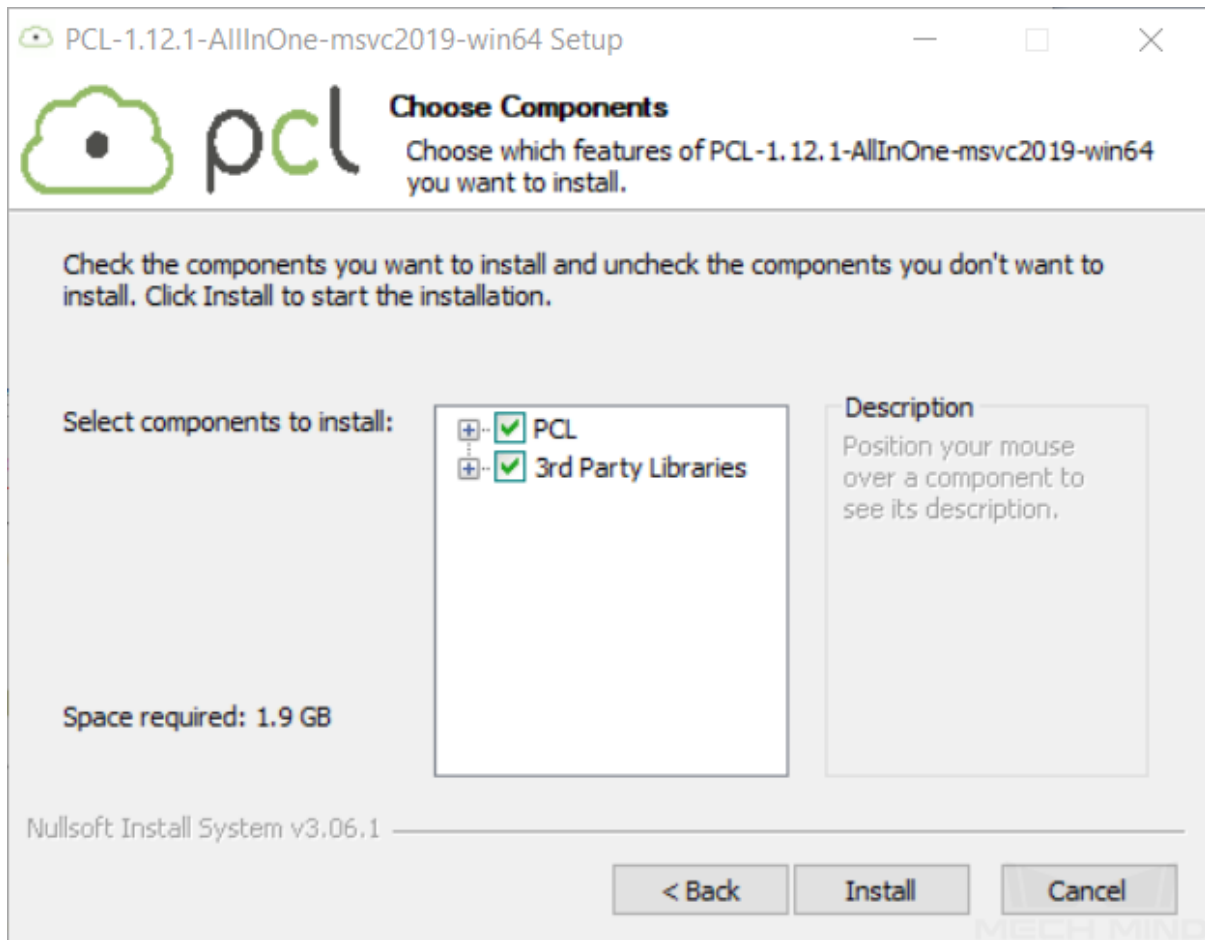 PCL-1.12.1-AllInOne-msvc2019-win64 Setup
pcl
Choose Components
Choose which features of PCL-1.12.1-AllInOne-msvc2019-win64
you want to install.
Check the components you want to install and uncheck the components you don't want to
install. Click Install to start the installation.
Select components to install:
PCL
3rd Party Libraries
Description
Position your mouse
over a component to
see its description.
Space required: 1.9 GB
Nullsoft Install System v3.06.1
< Back
Install
Cancel
MECH MIND